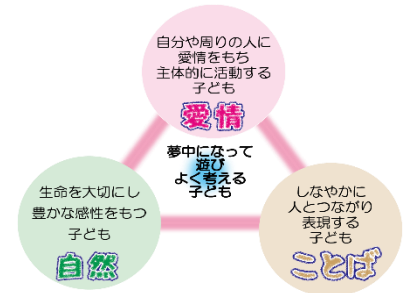 自分や周りの人に
愛情をもち
主体的に活動する
子ども
愛情
夢中になって
遊び
よく考える
子ども
生命を大切にし
豊かな感性をもつ
子ども
自然
しなやかに
人とつながり
表現する
子ども
ことば